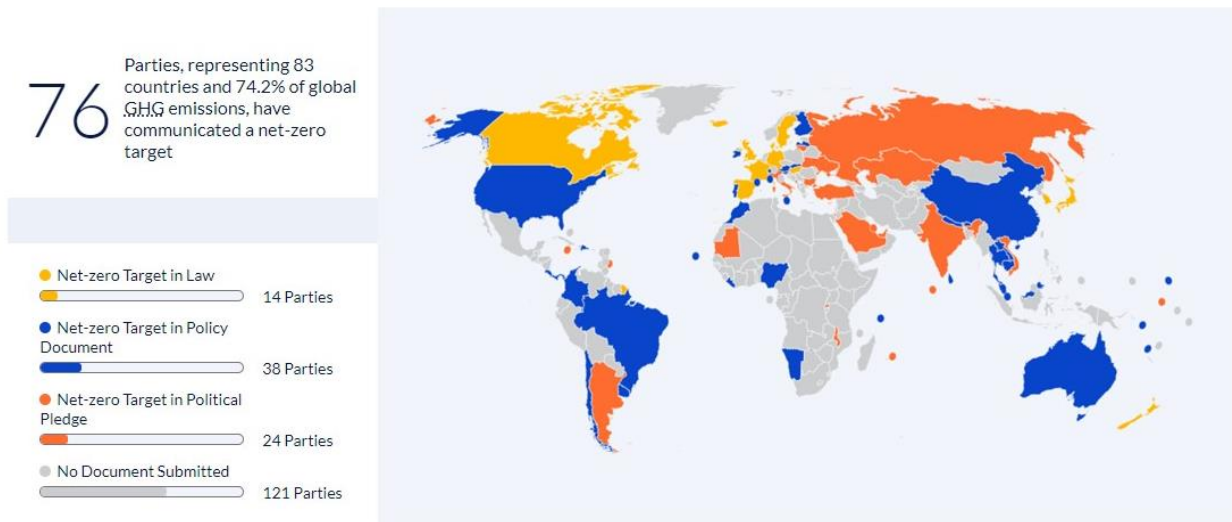 76
Parties, representing 83
countries and 74.2% of global
GHG emissions, have
communicated a net-zero
target
Net-zero Target in Law
14 Parties
Net-zero Target in Policy
Document
38 Parties
Net-zero Target in Political
Pledge
24 Parties
No Document Submitted
121 Parties